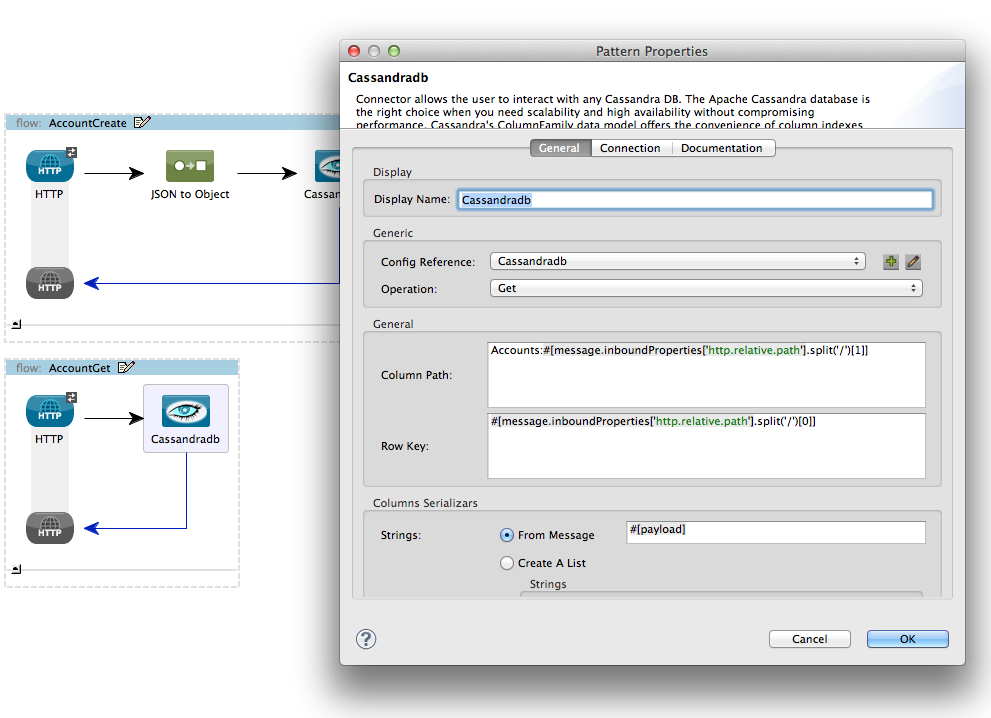 flow: AccountCreate
HTTP
HTTP
JSON to Object
Cassan
HTTP
flow: AccountGet
HTTP
HTTP
Cassandradb
HTTP
Pattern Properties
Cassandradb
Connector allows the user to interact with any Cassandra DB. The Apache Cassandra database is
the right choice when you need scalability and high availability without compromising
performance. Cassandra's ColumnFamily data model offers the convenience of column indexes
General Connection Documentation
Display
Display Name: Cassandradb
Generic
Config Reference: Cassandradb
Operation: Get
General
Column Path: Accounts:#[message.inboundProperties['http.relative.path'].split('/')[1]]
Row Key: #[message.inboundProperties['http.relative.path'].split('/')[0]]
Columns Serializars
Strings: From Message #[payload]
Create A List
Strings
? Cancel OK